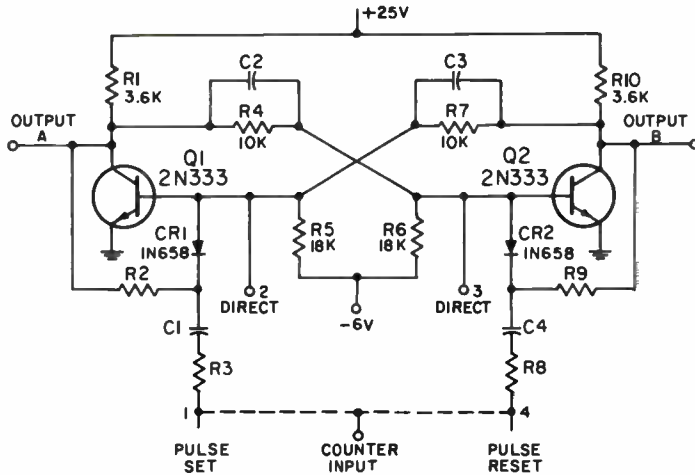 +25V
C2
C3
R1
3.6K
R4
10K
R7
10K
R10
3.6K
OUTPUT
A
OUTPUT
B
Q1
2N333
Q2
2N333
CR1
IN658
R5
18K
R6
18K
CR2
IN658
R2
2
DIRECT
-6V
3
DIRECT
R9
C1
C4
R3
R8
1
4
PULSE
SET
COUNTER
INPUT
PULSE
RESET